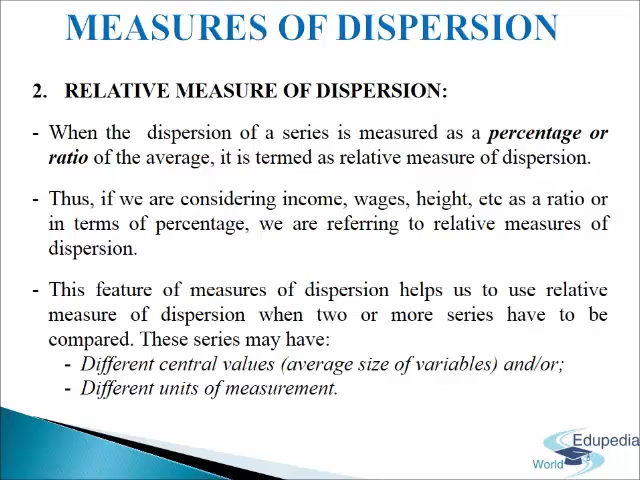 MEASURES OF DISPERSION
2. RELATIVE MEASURE OF DISPERSION:
- When the dispersion of a series is measured as a percentage or
ratio of the average, it is termed as relative measure of dispersion.
- Thus, if we are considering income, wages, height, etc as a ratio or
in terms of percentage, we are referring to relative measures of
dispersion.
- This feature of measures of dispersion helps us to use relative
measure of dispersion when two or more series have to be
compared. These series may have:
- Different central values (average size of variables) and/or;
- Different units of measurement.
Edupedia
World